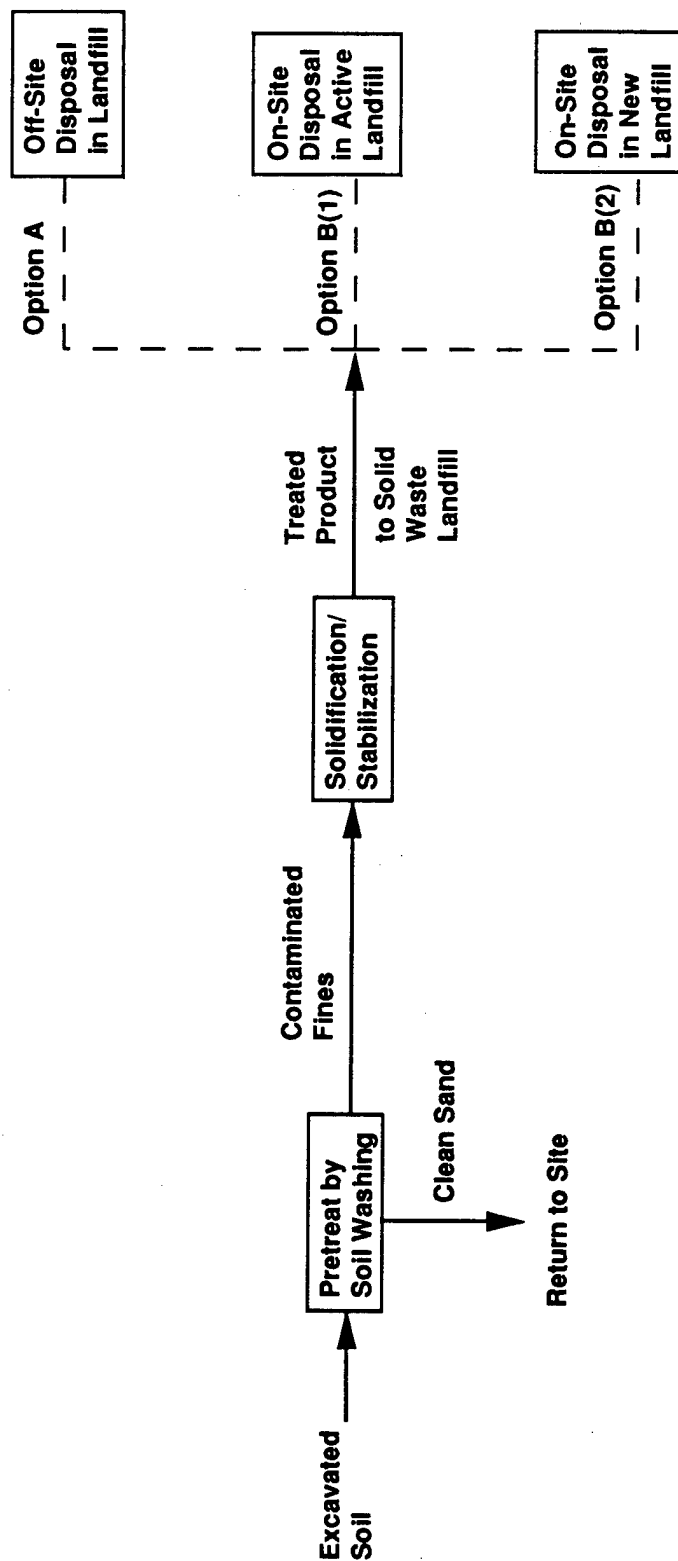 Excavated
Soil
Pretreat by
Soil Washing
Clean Sand
Return to Site
Contaminated
Fines
Solidification/
Stabilization
Treated
Product
to Solid
Waste
Landfill
Option A
Off-Site
Disposal
in Landfill
Option B(1)
On-Site
Disposal
in Active
Landfill
Option B(2)
On-Site
Disposal
in New
Landfill